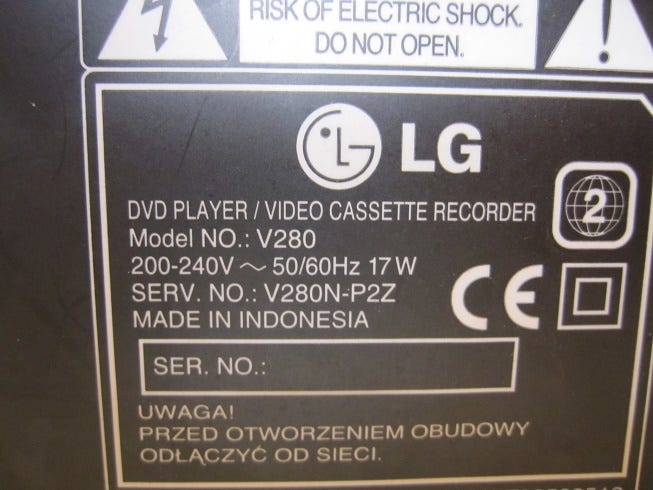 RISK OF ELECTRIC SHOCK.
DO NOT OPEN.
LG
DVD PLAYER / VIDEO CASSETTE RECORDER
2
Model NO.: V280
200-240V ~ 50/60Hz 17 W
SERV. NO.: V280N-P2Z
CE
MADE IN INDONESIA
SER. NO.:
UWAGA!
PRZED OTWORZENIEM OBUDOWY
ODŁĄCZYĆ OD SIECI.